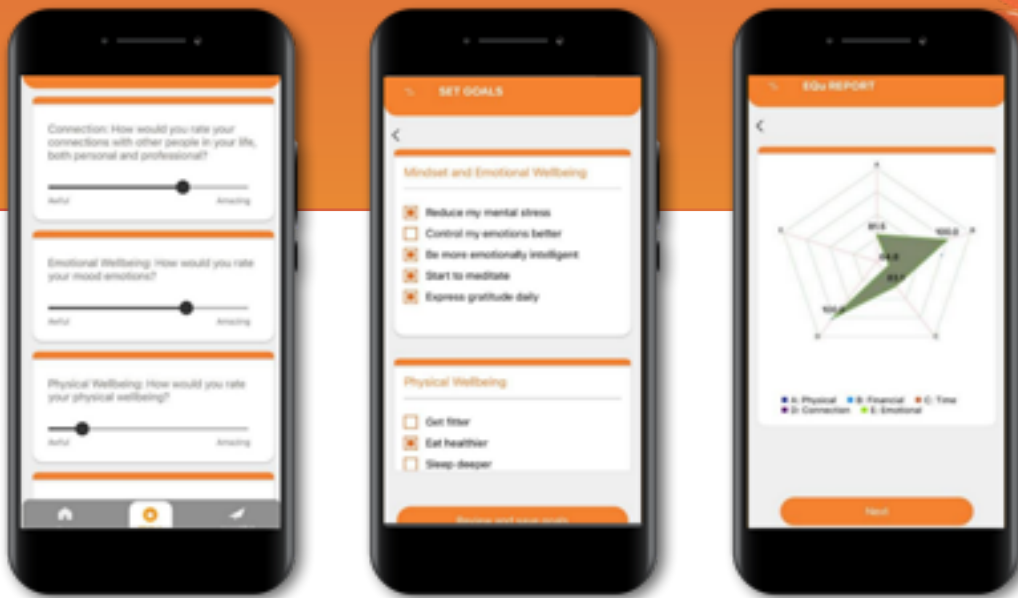 Connection: How would you rate your
connections with other people in your life,
both personal and professional?
Awful Amazing
Emotional Wellbeing: How would you rate
your mood emotions?
Awful Amazing
Physical Wellbeing: How would you rate
your physical wellbeing?
Awful Amazing
SET GOALS
Mindset and Emotional Wellbeing
Reduce my mental stress
Control my emotions better
Be more emotionally intelligent
Start to meditate
Express gratitude daily
Physical Wellbeing
Get fitter
Eat healthier
Sleep deeper
Review and save goals
EQu REPORT
100.0
A: Physical B: Financial C: Time
D: Connection E: Emotional
Next